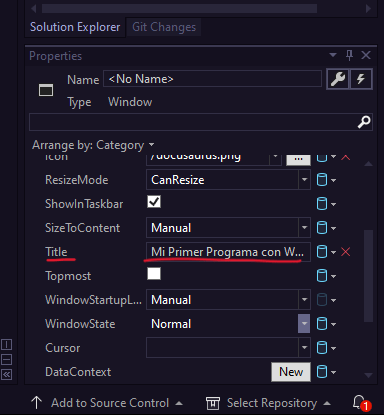 Solution Explorer Git Changes
Properties
Name <No Name>
Type Window
Arrange by: Category
Icon /docusaurus.png ...
ResizeMode CanResize
ShowInTaskbar
SizeToContent Manual
Title Mi Primer Programa con W...
Topmost
WindowStartupL... Manual
WindowState Normal
Cursor
DataContext New
Add to Source Control Select Repository 1